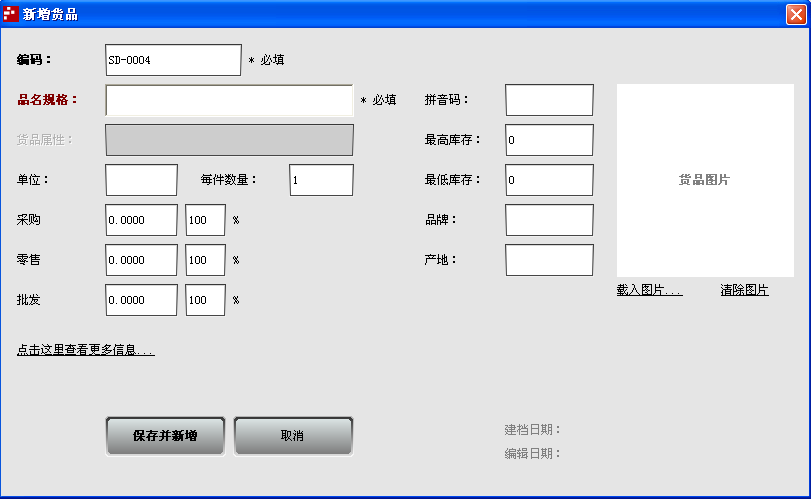 新增货品
编码： SD-0004 * 必填
品名规格： * 必填 拼音码：
货品属性： 最高库存： 0
单位： 每件数量： 1 最低库存： 0
货品图片
采购 0.0000 100 % 品牌：
零售 0.0000 100 % 产地：
载入图片... 清除图片
批发 0.0000 100 %
点击这里查看更多信息...
保存并新增 取消 建档日期：
编辑日期：